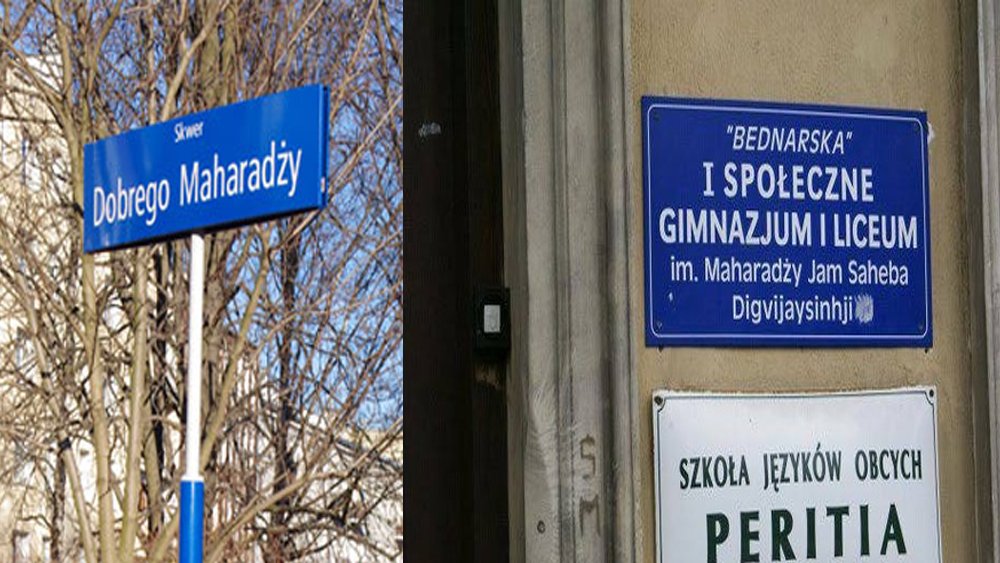 Skwer
Dobrego Maharadży
"BEDNARSKA"
I SPOŁECZNE
GIMNAZJUM I LICEUM
im. Maharadży Jam Saheba
Digvijaysinhji
SZKOŁA JĘZYKÓW OBCYCH
PERITIA